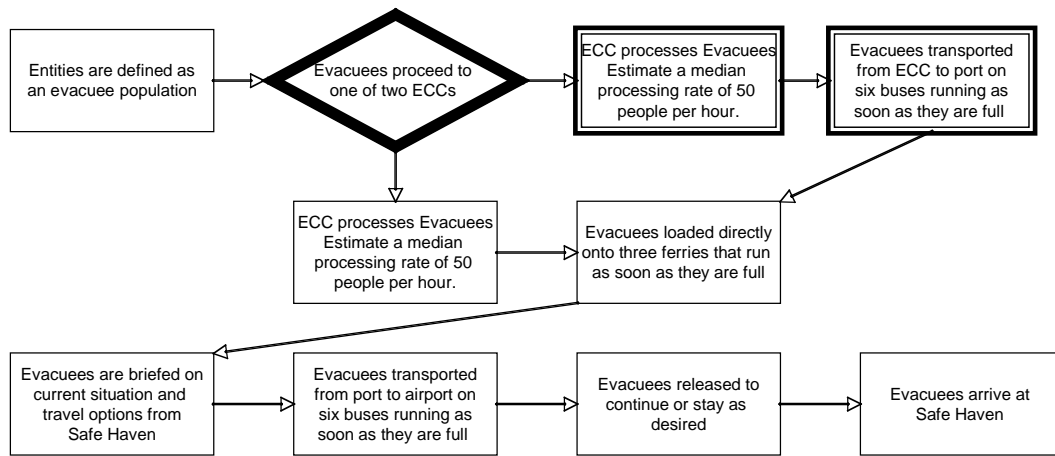 Entities are defined as
an evacuee population
Evacuees proceed to
one of two ECCs
ECC processes Evacuees
Estimate a median
processing rate of 50
people per hour.
Evacuees transported
from ECC to port on
six buses running as
soon as they are full
ECC processes Evacuees
Estimate a median
processing rate of 50
people per hour.
Evacuees loaded directly
onto three ferries that run
as soon as they are full
Evacuees are briefed on
current situation and
travel options from
Safe Haven
Evacuees transported
from port to airport on
six buses running as
soon as they are full
Evacuees released to
continue or stay as
desired
Evacuees arrive at
Safe Haven